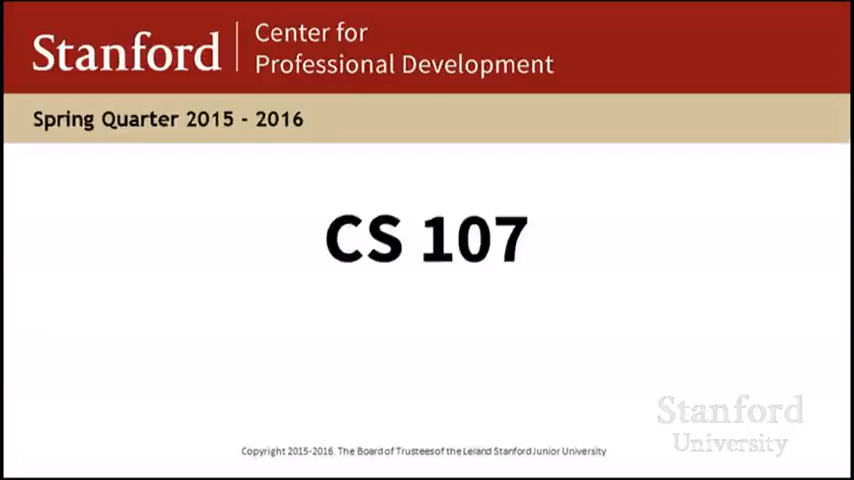 Stanford
Center for
Professional Development
Spring Quarter 2015 - 2016
CS 107
Stanford
University
Copyright 2015-2016. The Board of Trustees of the Leland Stanford Junior University